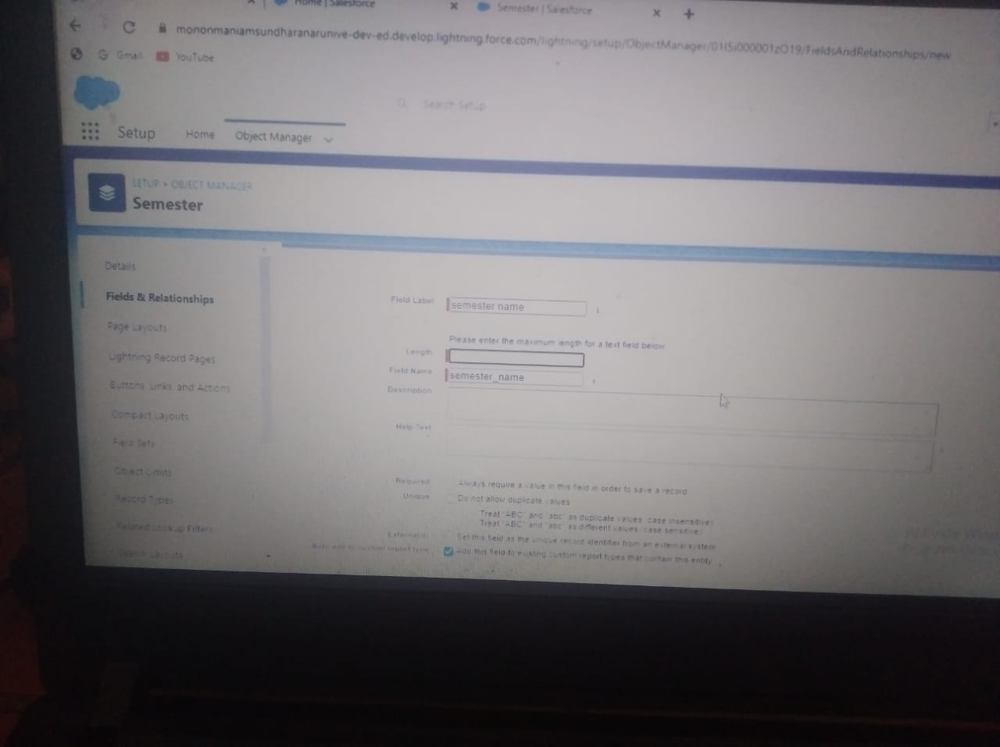 Home | Salesforce
Semester | Salesforce
mononmaniamsundharanarunive-dev-ed.develop.lightning.force.com/lightning/setup/ObjectManager/01I5i000001zO19/FieldsAndRelationships/new
Gmail
YouTube
Search Setup
Setup
Home
Object Manager
SETUP > OBJECT MANAGER
Semester
Details
Fields & Relationships
Page Layouts
Lightning Record Pages
Buttons, Links, and Actions
Compact Layouts
Field Sets
Object Limits
Record Types
Related Lookup Filters
Search Layouts
Field Label
semester name
i
Please enter the maximum length for a text field below.
Length
Field Name
semester_name
i
Description
Help Text
Required
Always require a value in this field in order to save a record
Unique
Do not allow duplicate values
Treat "ABC" and "abc" as duplicate values (case insensitive)
Treat "ABC" and "abc" as different values (case sensitive)
External ID
Set this field as the unique record identifier from an external system
Auto add to custom report type
Add this field to existing custom report types that contain this entity
Activate Wind